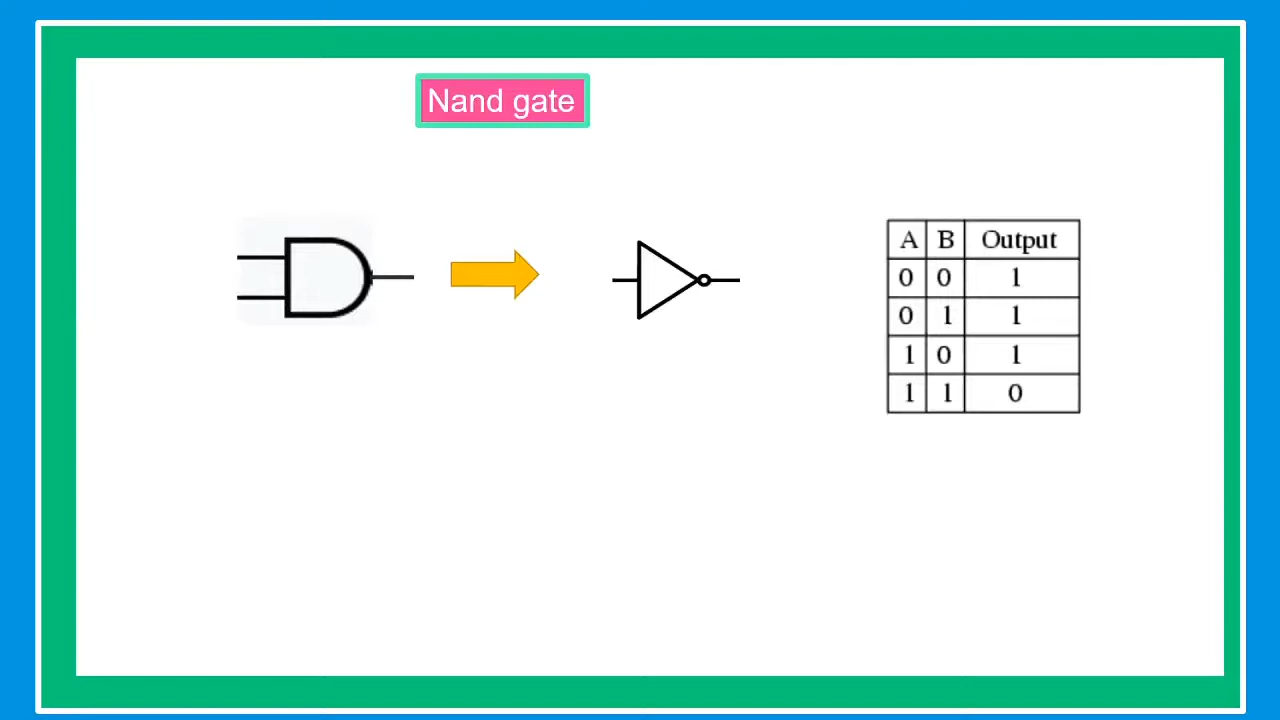 Nand gate
A B Output
0 0 1
0 1 1
1 0 1
1 1 0